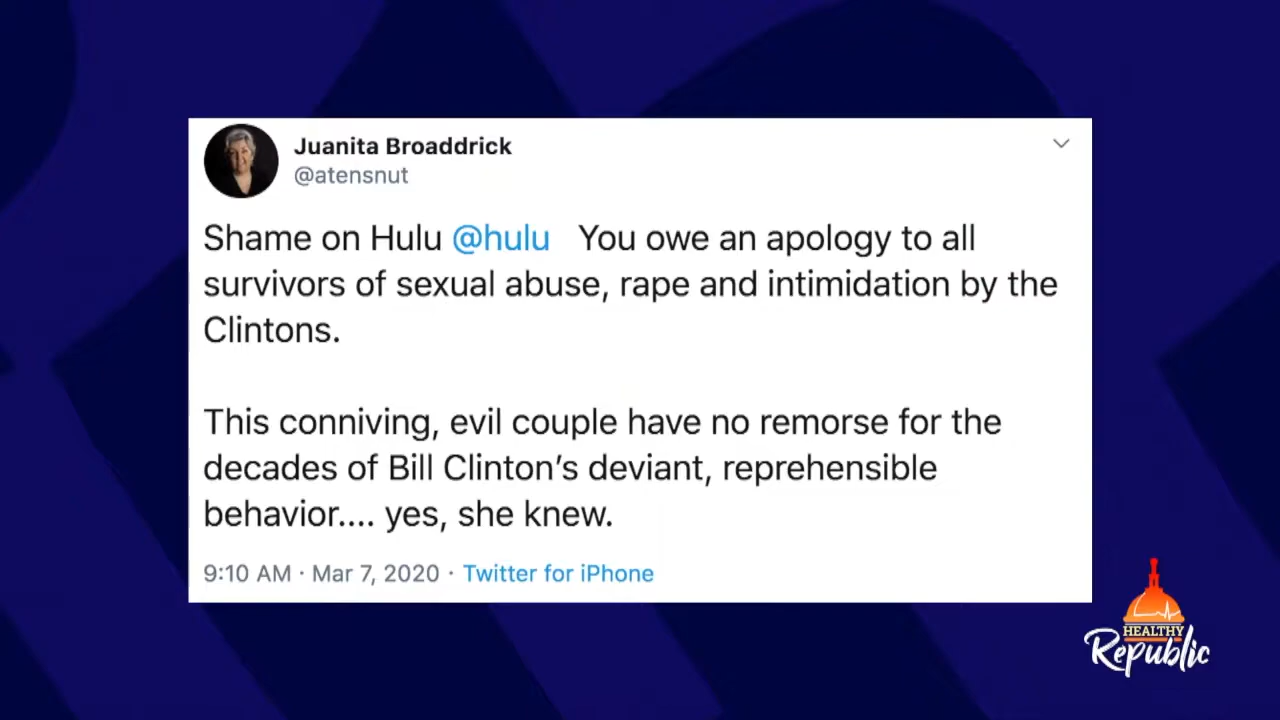 Juanita Broaddrick
@atensnut
Shame on Hulu @hulu You owe an apology to all
survivors of sexual abuse, rape and intimidation by the
Clintons.
This conniving, evil couple have no remorse for the
decades of Bill Clinton’s deviant, reprehensible
behavior.... yes, she knew.
9:10 AM · Mar 7, 2020 · Twitter for iPhone
HEALTHY
Republic